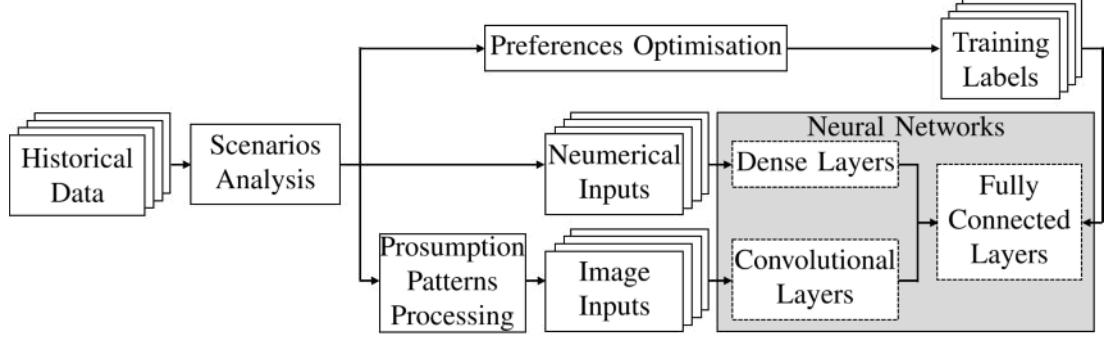 Preferences Optimisation
Training
Labels
Historical
Data
Scenarios
Analysis
Neumerical
Inputs
Neural Networks
Dense Layers
Fully
Connected
Layers
Prosumption
Patterns
Processing
Image
Inputs
Convolutional
Layers